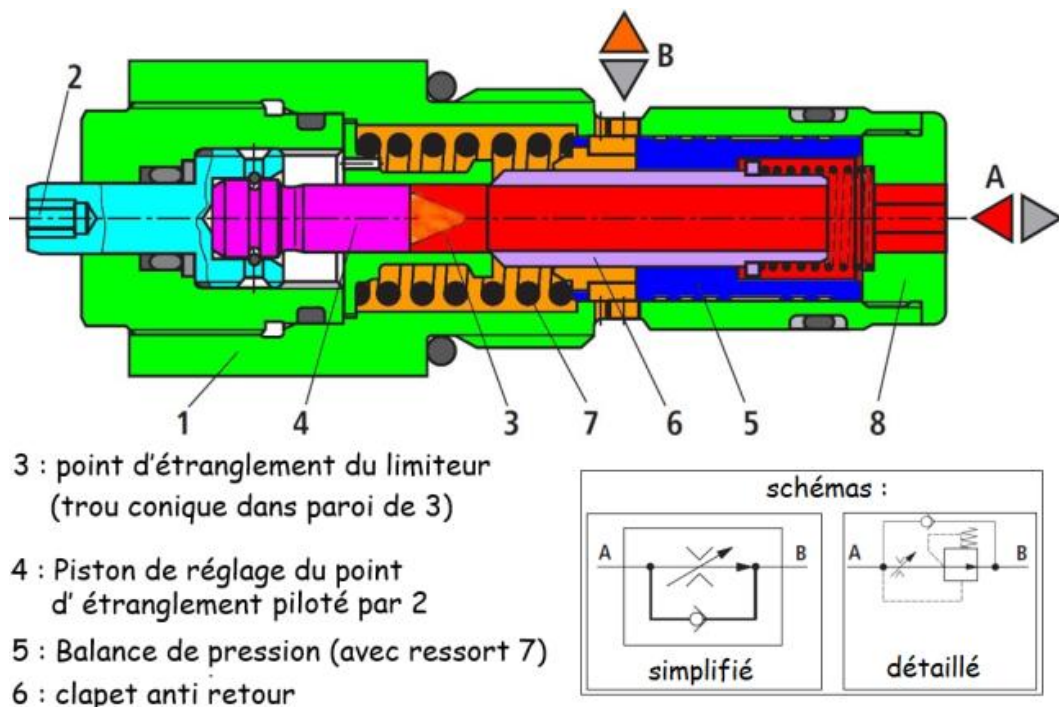 2
B
A
1
4
3
7
6
5
8
3 : point d'étranglement du limiteur
(trou conique dans paroi de 3)
4 : Piston de réglage du point
d' étranglement piloté par 2
5 : Balance de pression (avec ressort 7)
6 : clapet anti retour
schémas :
A
B
simplifié
A
B
détaillé